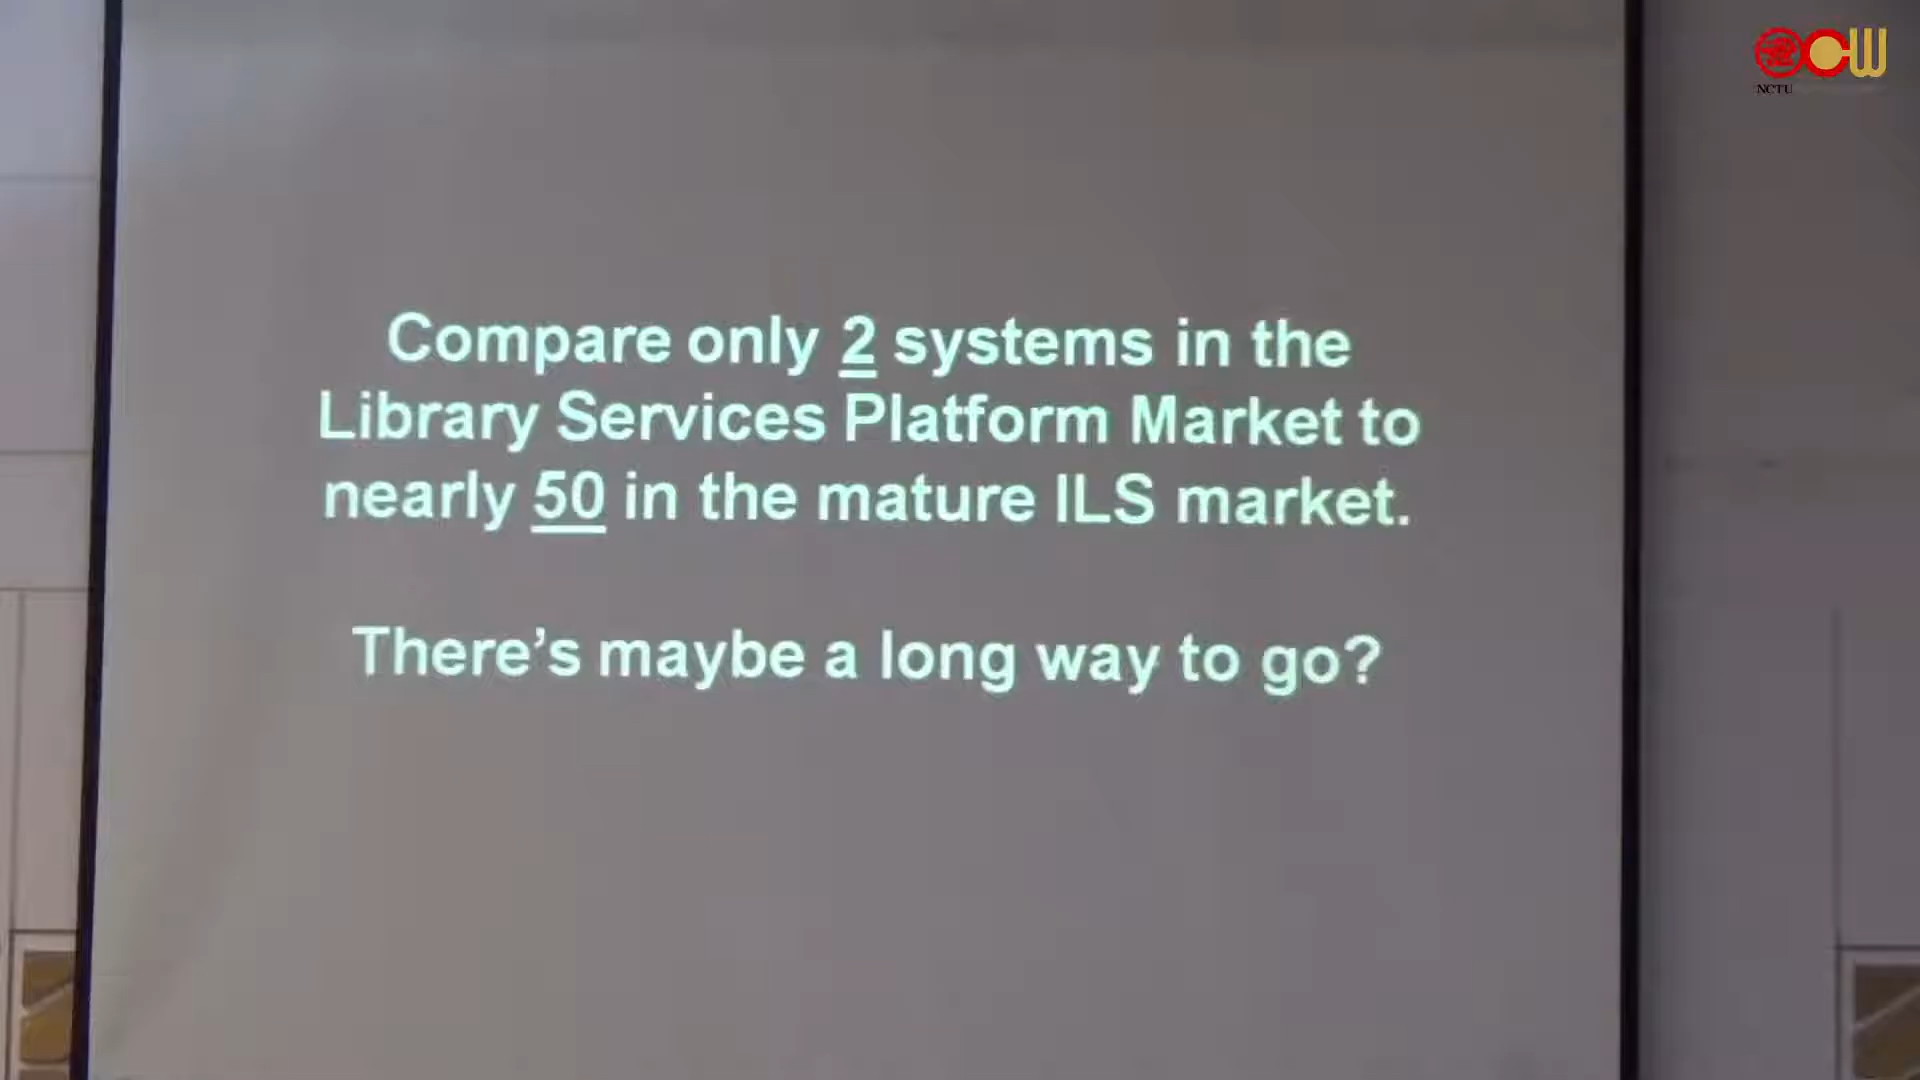 NCTU
Compare only 2 systems in the
Library Services Platform Market to
nearly 50 in the mature ILS market.
There's maybe a long way to go?